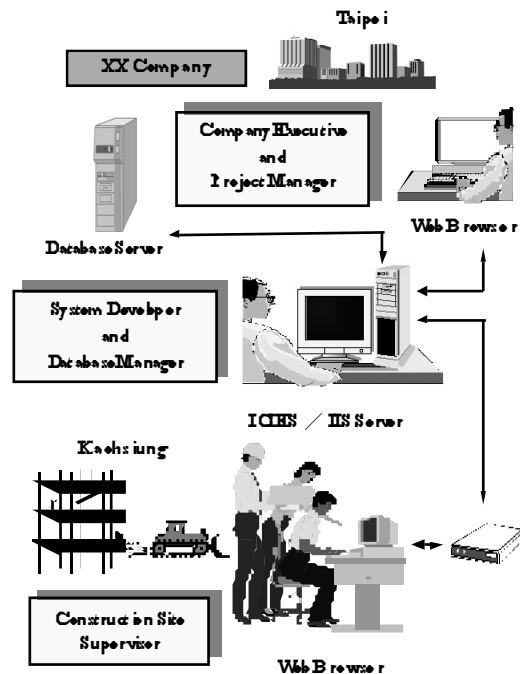 Taipei
XX Company
Company Executive
and
Project Manager
Web Browser
Database Server
System Developer
and
Database Manager
/ IIS Server
Kaohsiung
Construction Site
Supervisor
Web Browser